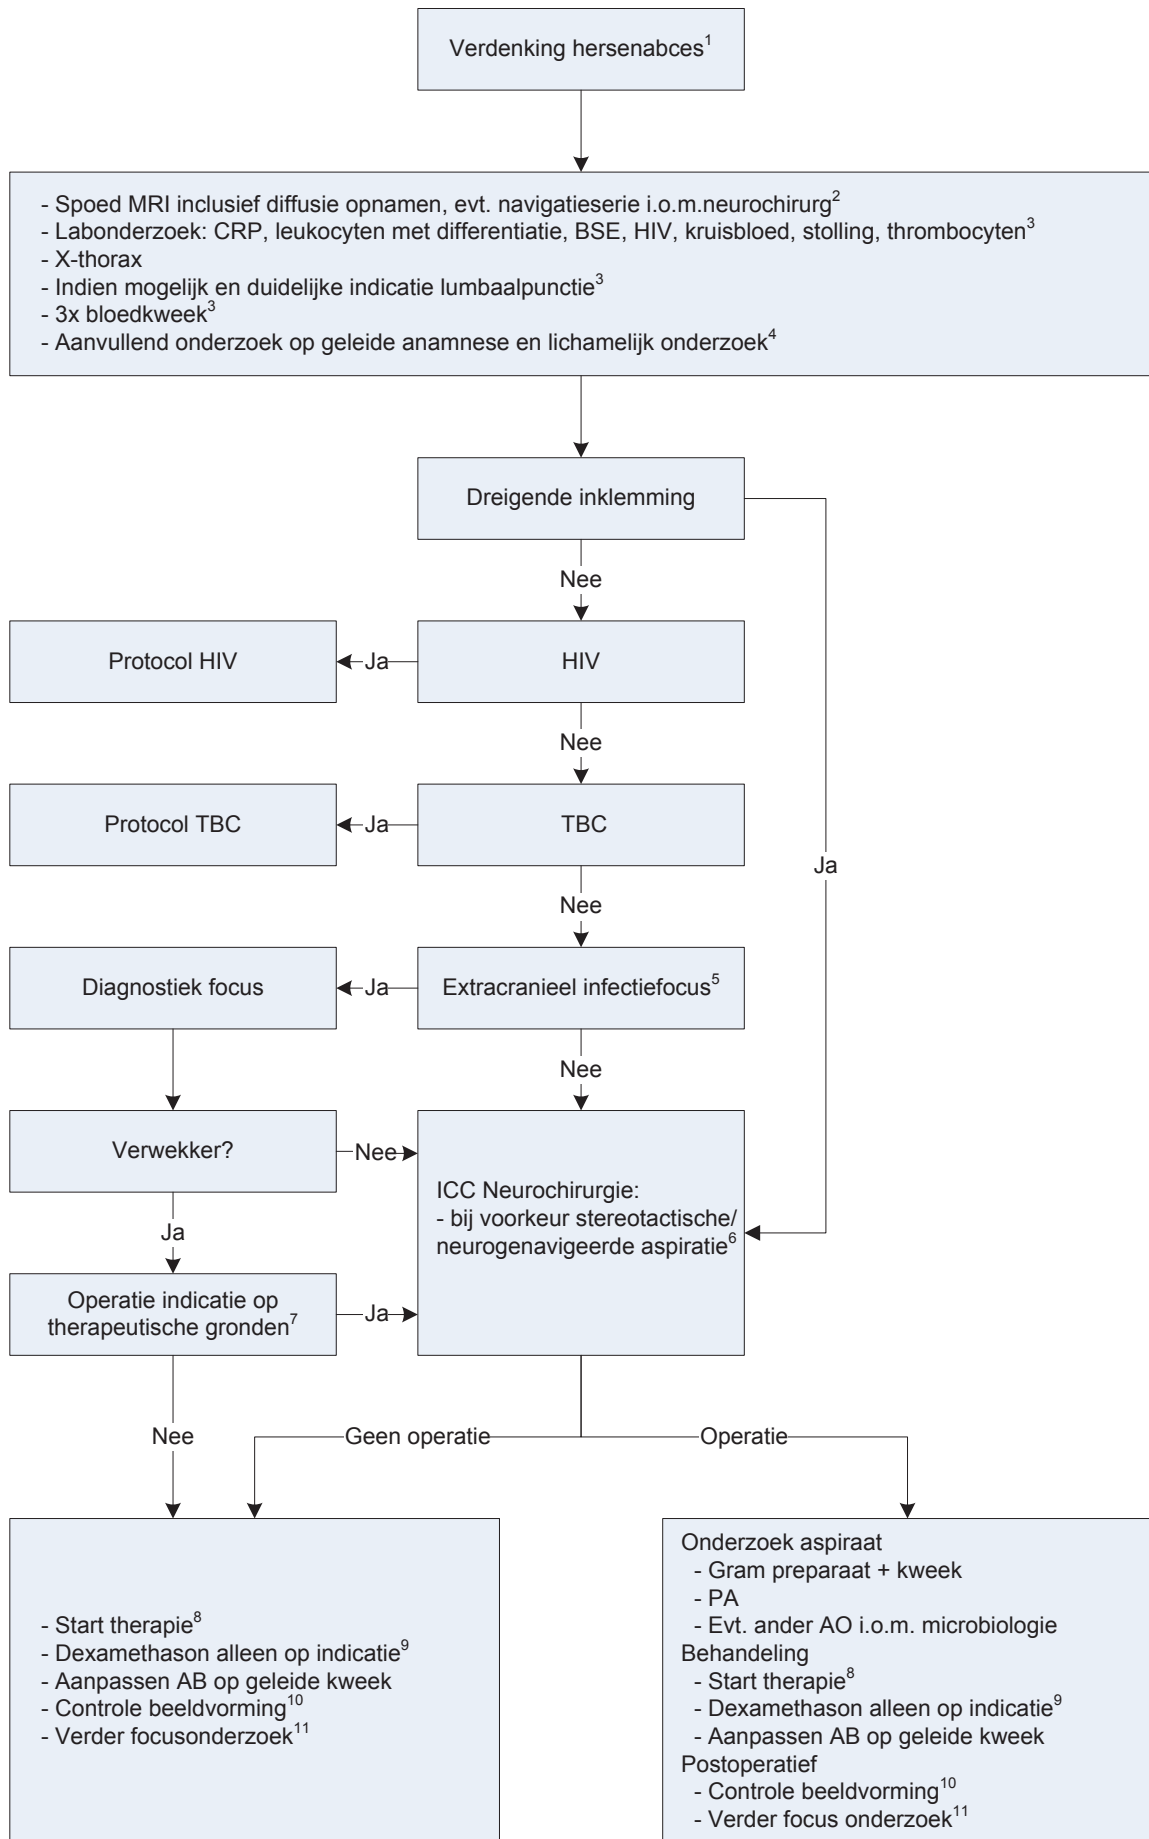 Verdenking hersenabces¹
- Spoed MRI inclusief diffusie opnamen, evt. navigatieserie i.o.m.neurochirurg²
- Labonderzoek: CRP, leukocyten met differentiatie, BSE, HIV, kruisbloed, stolling, thrombocyten³
- X-thorax
- Indien mogelijk en duidelijke indicatie lumbaalpunctie³
- 3x bloedkweek³
- Aanvullend onderzoek op geleide anamnese en lichamelijk onderzoek⁴
Dreigende inklemming
Nee
Protocol HIV
Ja
HIV
Nee
Protocol TBC
Ja
TBC
Ja
Nee
Diagnostiek focus
Ja
Extracranieel infectiefocus⁵
Nee
Verwekker?
Nee
ICC Neurochirurgie:
- bij voorkeur stereotactische/
neurogenavigeerde aspiratie⁶
Ja
Operatie indicatie op
therapeutische gronden⁷
Ja
Nee
Geen operatie
Operatie
- Start therapie⁸
- Dexamethason alleen op indicatie⁹
- Aanpassen AB op geleide kweek
- Controle beeldvorming¹⁰
- Verder focusonderzoek¹¹
Onderzoek aspiraat
- Gram preparaat + kweek
- PA
- Evt. ander AO i.o.m. microbiologie
Behandeling
- Start therapie⁸
- Dexamethason alleen op indicatie⁹
- Aanpassen AB op geleide kweek
Postoperatief
- Controle beeldvorming¹⁰
- Verder focus onderzoek¹¹